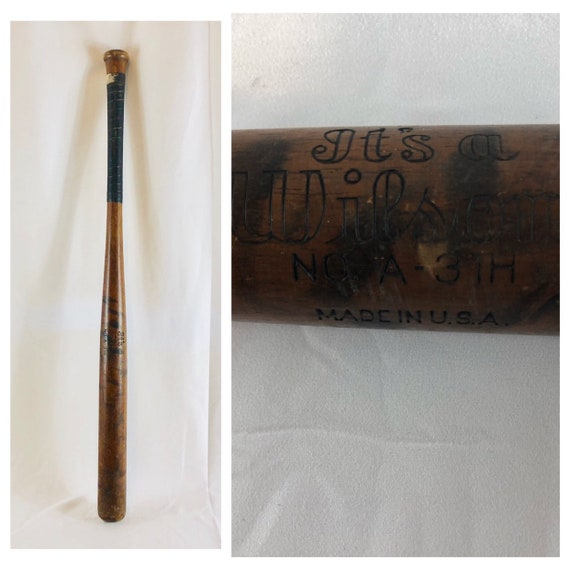 It's a
Wilson
NO. A-31H
MADE IN U.S.A.